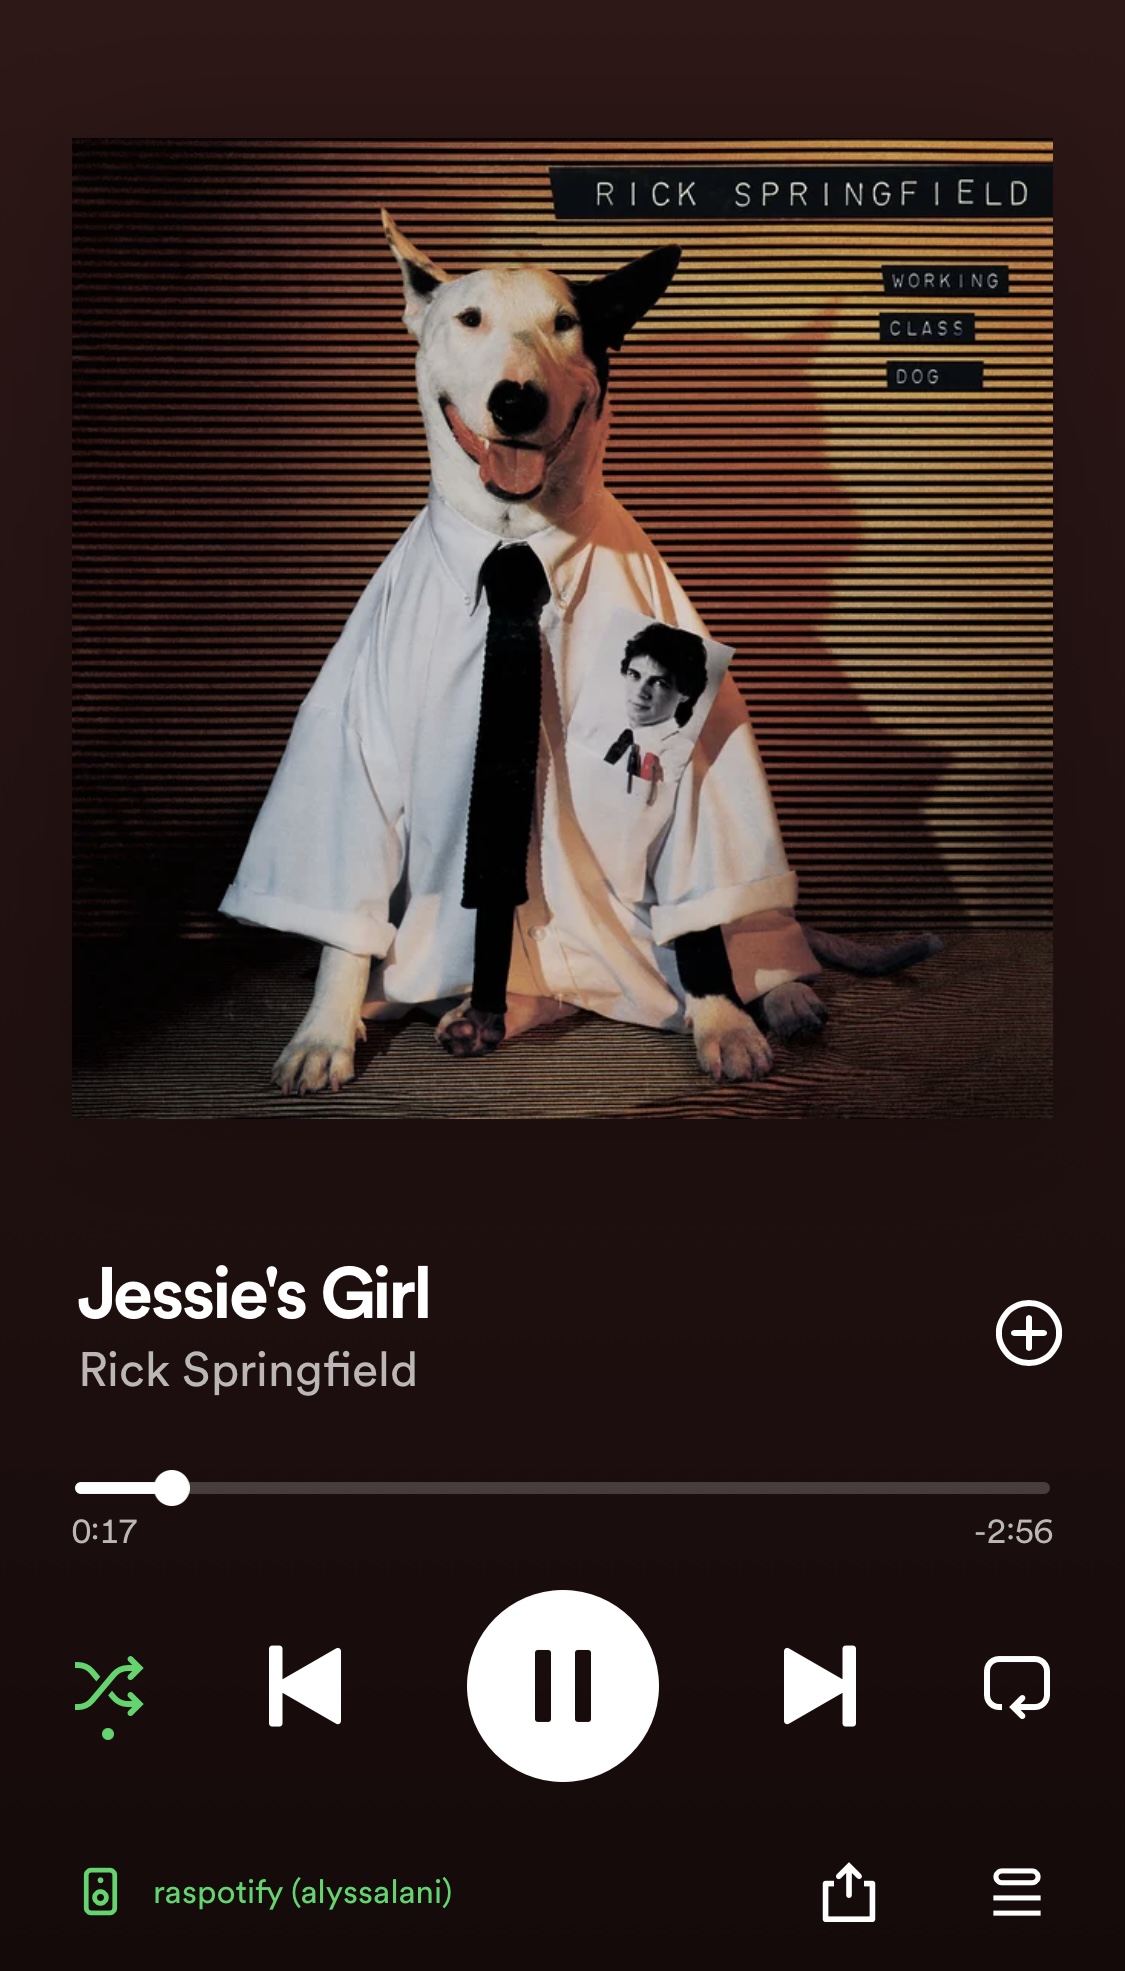 RICK SPRINGFIELD
WORKING
CLASS
DOG
Jessie's Girl
Rick Springfield
0:17
-2:56
raspotify (alyssalani)